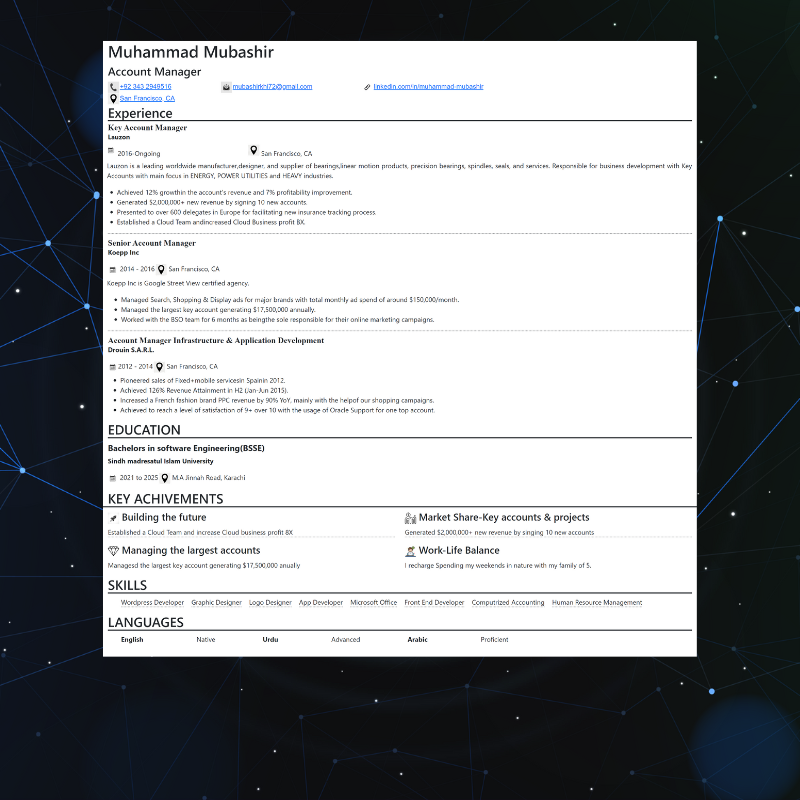 Muhammad Mubashir
Account Manager
+92 343 2949516 mubashirkhl72@gmail.com linkedin.com/in/muhammad-mubashir
San Francisco, CA
Experience
Key Account Manager
Lauzon
2016-Ongoing San Francisco, CA
Lauzon is a leading worldwide manufacturer,designer, and supplier of bearings,linear motion products, precision bearings, spindles, seals, and services. Responsible for business development with Key
Accounts with main focus in ENERGY, POWER UTILITIES and HEAVY industries.
• Achieved 12% growthin the account's revenue and 7% profitability improvement.
• Generated $2,000,000+ new revenue by signing 10 new accounts.
• Presented to over 600 delegates in Europe for facilitating new insurance tracking process.
• Established a Cloud Team andincreased Cloud Business profit 8X.
Senior Account Manager
Koepp Inc
2014 - 2016 San Francisco, CA
Koepp Inc is Google Street View certified agency.
• Managed Search, Shopping & Display ads for major brands with total monthly ad spend of around $150,000/month.
• Managed the largest key account generating $17,500,000 annually.
• Worked with the BSO team for 6 months as beingthe sole responsible for their online marketing campaigns.
Account Manager Infrastructure & Application Development
Drouin S.A.R.L.
2012 - 2014 San Francisco, CA
• Pioneered sales of Fixed+mobile servicesin Spainin 2012.
• Achieved 126% Revenue Attainment in H2 (Jan-Jun 2015).
• Increased a French fashion brand PPC revenue by 90% YoY, mainly with the helpof our shopping campaigns.
• Achieved to reach a level of satisfaction of 9+ over 10 with the usage of Oracle Support for one top account.
EDUCATION
Bachelors in software Engineering(BSSE)
Sindh madresatul Islam University
2021 to 2025 M.A Jinnah Road, Karachi
KEY ACHIVEMENTS
Building the future Market Share-Key accounts & projects
Established a Cloud Team and increase Cloud business profit 8X Generated $2,000,000+ new revenue by singing 10 new accounts
Managing the largest accounts Work-Life Balance
Managesd the largest key account generating $17,500,000 anually I recharge Spending my weekends in nature with my family of 5.
SKILLS
Wordpress Developer Graphic Designer Logo Designer App Developer Microsoft Office Front End Developer Computrized Accounting Human Resource Management
LANGUAGES
English Native Urdu Advanced Arabic Proficient